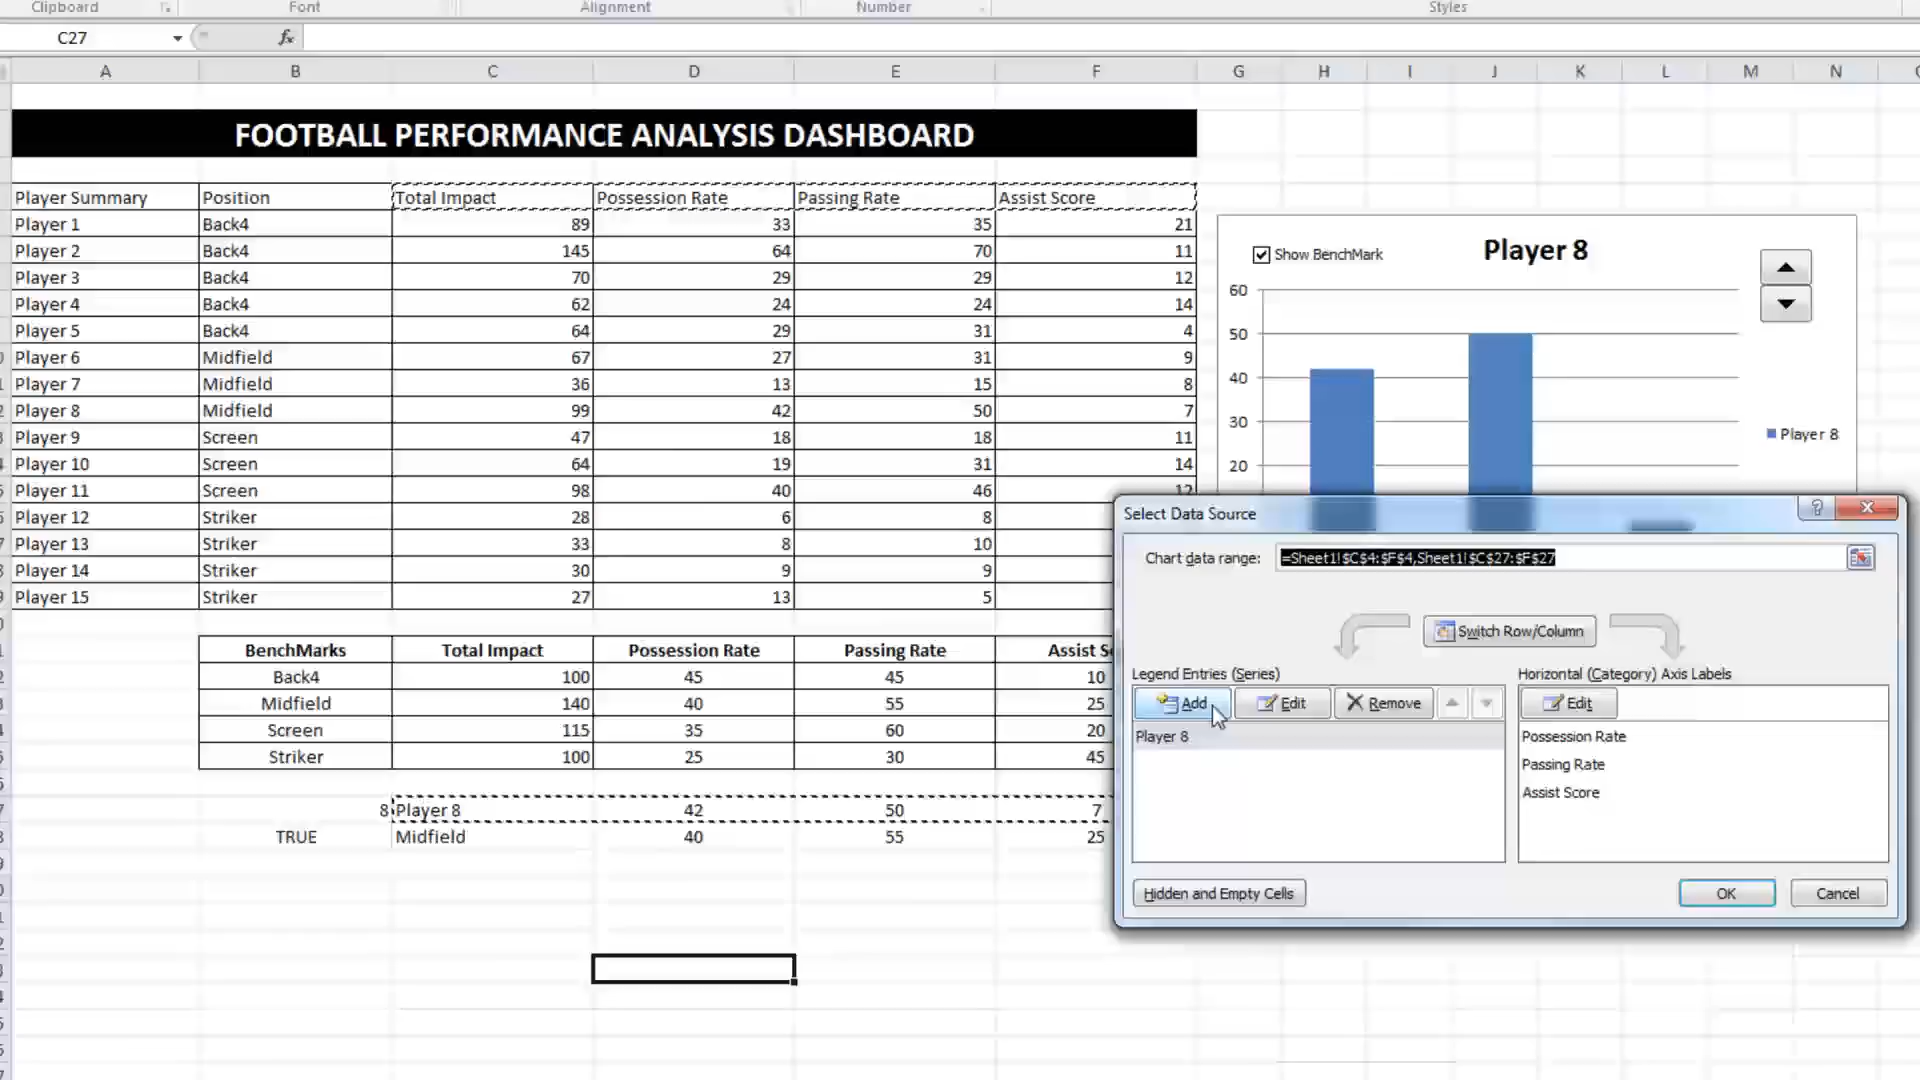 Clipboard Font Alignment Number Styles
C27 fx
A B C D E F G H I J K L M N
FOOTBALL PERFORMANCE ANALYSIS DASHBOARD
Player Summary Position Total Impact Possession Rate Passing Rate Assist Score
Player 1 Back4 89 33 35 21
Player 2 Back4 145 64 70 11
Player 3 Back4 70 29 29 12
Player 4 Back4 62 24 24 14
Player 5 Back4 64 29 31 4
Player 6 Midfield 67 27 31 9
Player 7 Midfield 36 13 15 8
Player 8 Midfield 99 42 50 7
Player 9 Screen 47 18 18 11
Player 10 Screen 64 19 31 14
Player 11 Screen 98 40 46 12
Player 12 Striker 28 6 8
Player 13 Striker 33 8 10
Player 14 Striker 30 9 9
Player 15 Striker 27 13 5
BenchMarks Total Impact Possession Rate Passing Rate Assist
Back4 100 45 45 10
Midfield 140 40 55 25
Screen 115 35 60 20
Striker 100 25 30 45
8 Player 8 42 50 7
TRUE Midfield 40 55 25
Show BenchMark
Player 8
60
50
40
30
20
Player 8
Select Data Source
?
Chart data range: =Sheet1!$C$4:$F$4,Sheet1!$C$27:$F$27
Switch Row/Column
Legend Entries (Series)
Add Edit Remove
Player 8
Horizontal (Category) Axis Labels
Edit
Possession Rate
Passing Rate
Assist Score
Hidden and Empty Cells OK Cancel